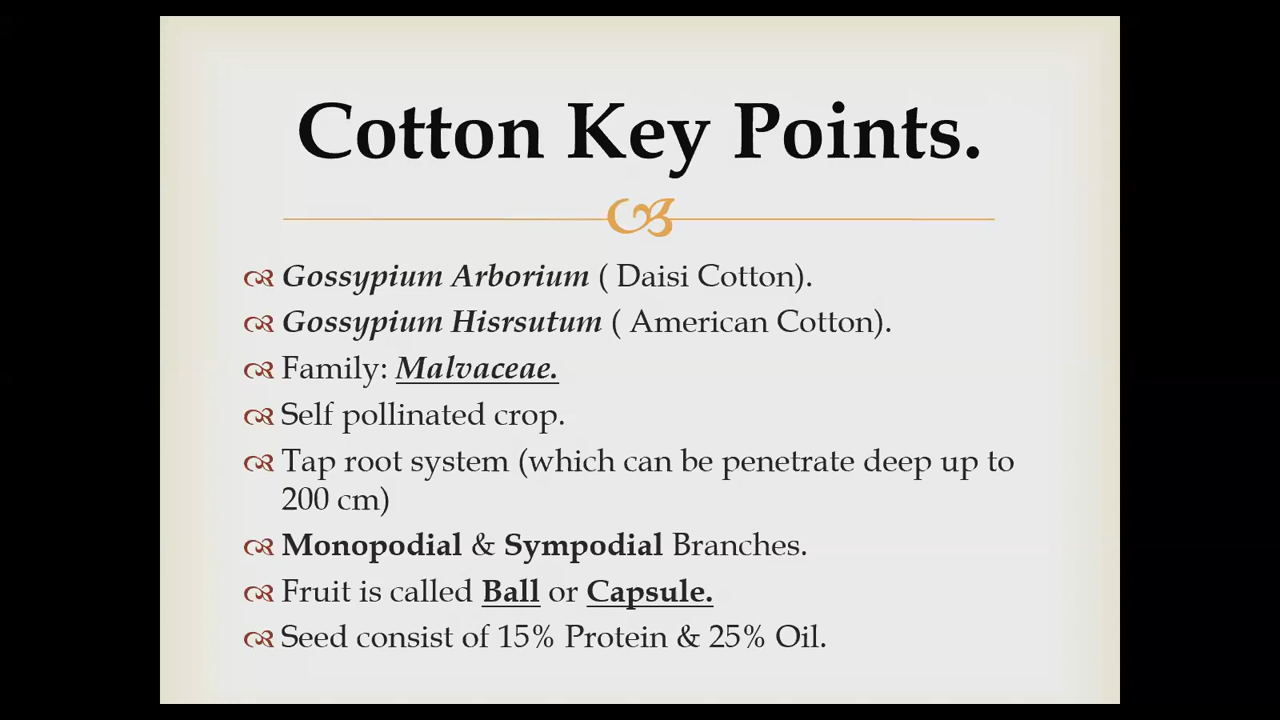 Cotton Key Points.
Gossypium Arborium ( Daisi Cotton).
Gossypium Hisrsutum ( American Cotton).
Family: Malvaceae.
Self pollinated crop.
Tap root system (which can be penetrate deep up to
200 cm)
Monopodial & Sympodial Branches.
Fruit is called Ball or Capsule.
Seed consist of 15% Protein & 25% Oil.